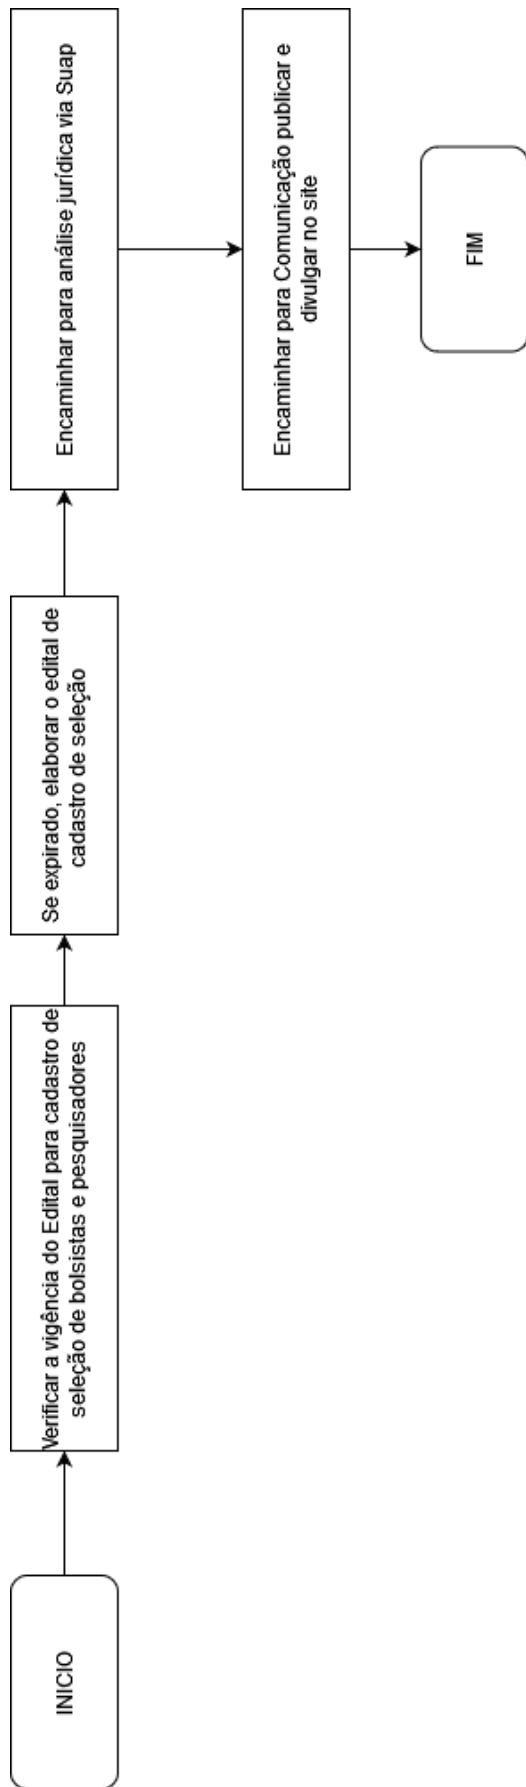 INICIO
Verificar a vigência do Edital para cadastro de
seleção de bolsistas e pesquisadores
Se expirado, elaborar o edital de
cadastro de seleção
Encaminhar para análise jurídica via Suap
Encaminhar para Comunicação publicar e
divulgar no site
FIM